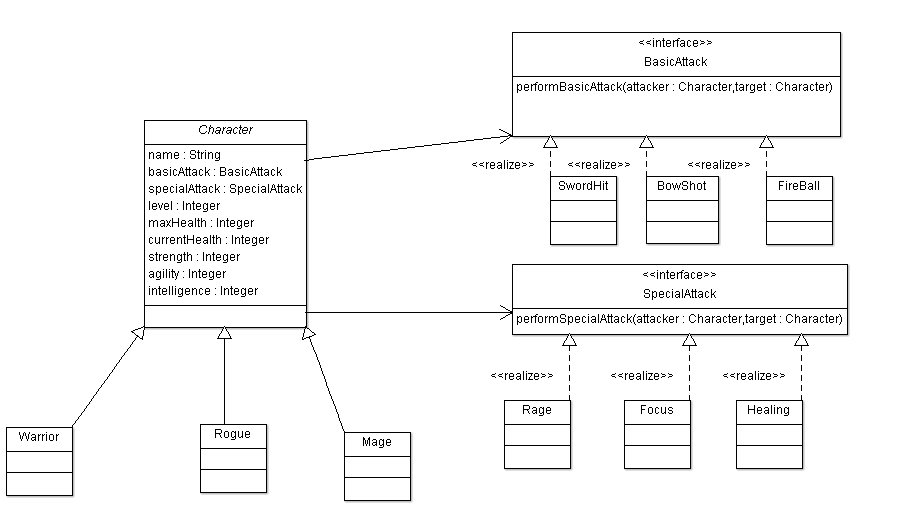 <<interface>>
BasicAttack
performBasicAttack(attacker : Character,target : Character)
Character
name : String
basicAttack : BasicAttack
specialAttack : SpecialAttack
level : Integer
maxHealth : Integer
currentHealth : Integer
strength : Integer
agility : Integer
intelligence : Integer
<<realize>> <<realize>> <<realize>>
SwordHit BowShot FireBall
<<interface>>
SpecialAttack
performSpecialAttack(attacker : Character,target : Character)
<<realize>> <<realize>> <<realize>>
Rage Focus Healing
Warrior Rogue Mage